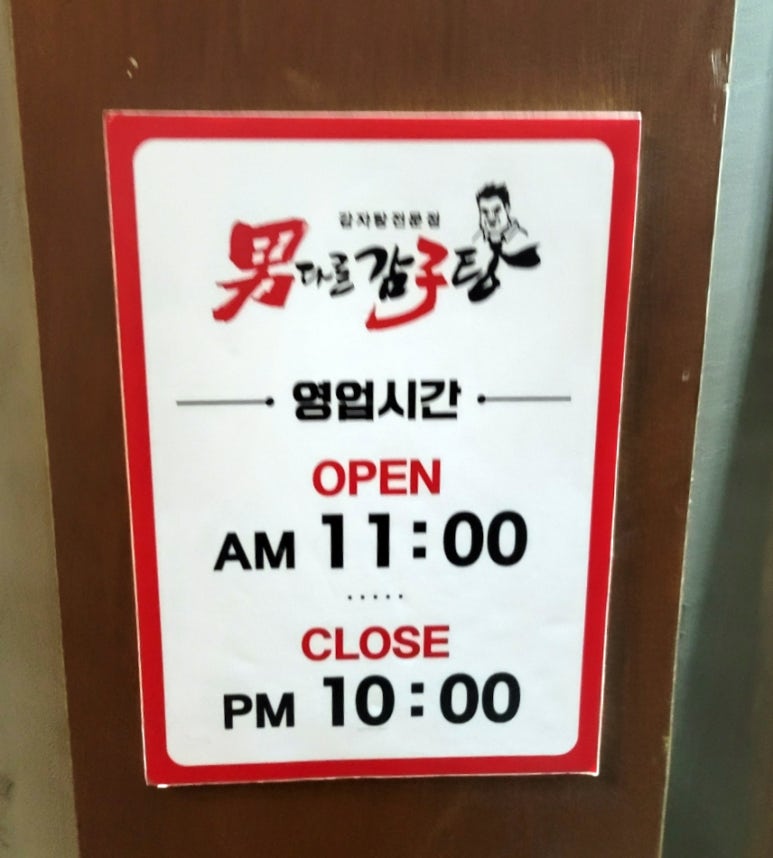 감자탕전문점
男다른감子탕
영업시간
OPEN
AM 11:00
CLOSE
PM 10:00